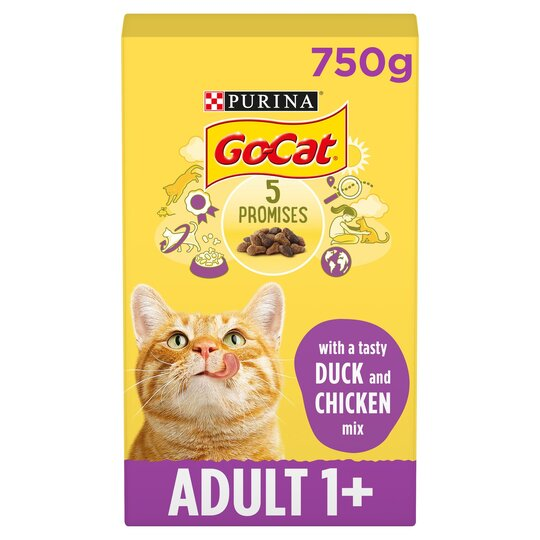 750g
PURINA
GoCat
5
PROMISES
with a tasty
DUCK and
CHICKEN
mix
ADULT 1+